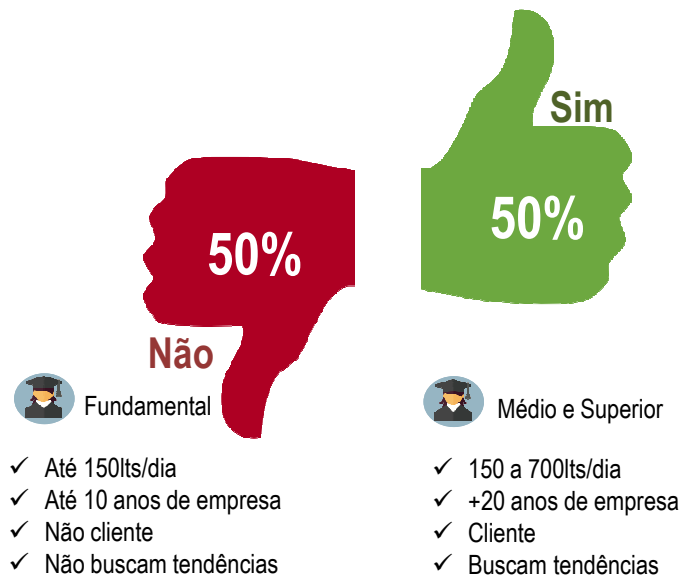 50%
Não
Fundamental
✓ Até 150lts/dia
✓ Até 10 anos de empresa
✓ Não cliente
✓ Não buscam tendências
Sim
50%
Médio e Superior
✓ 150 a 700lts/dia
✓ +20 anos de empresa
✓ Cliente
✓ Buscam tendências